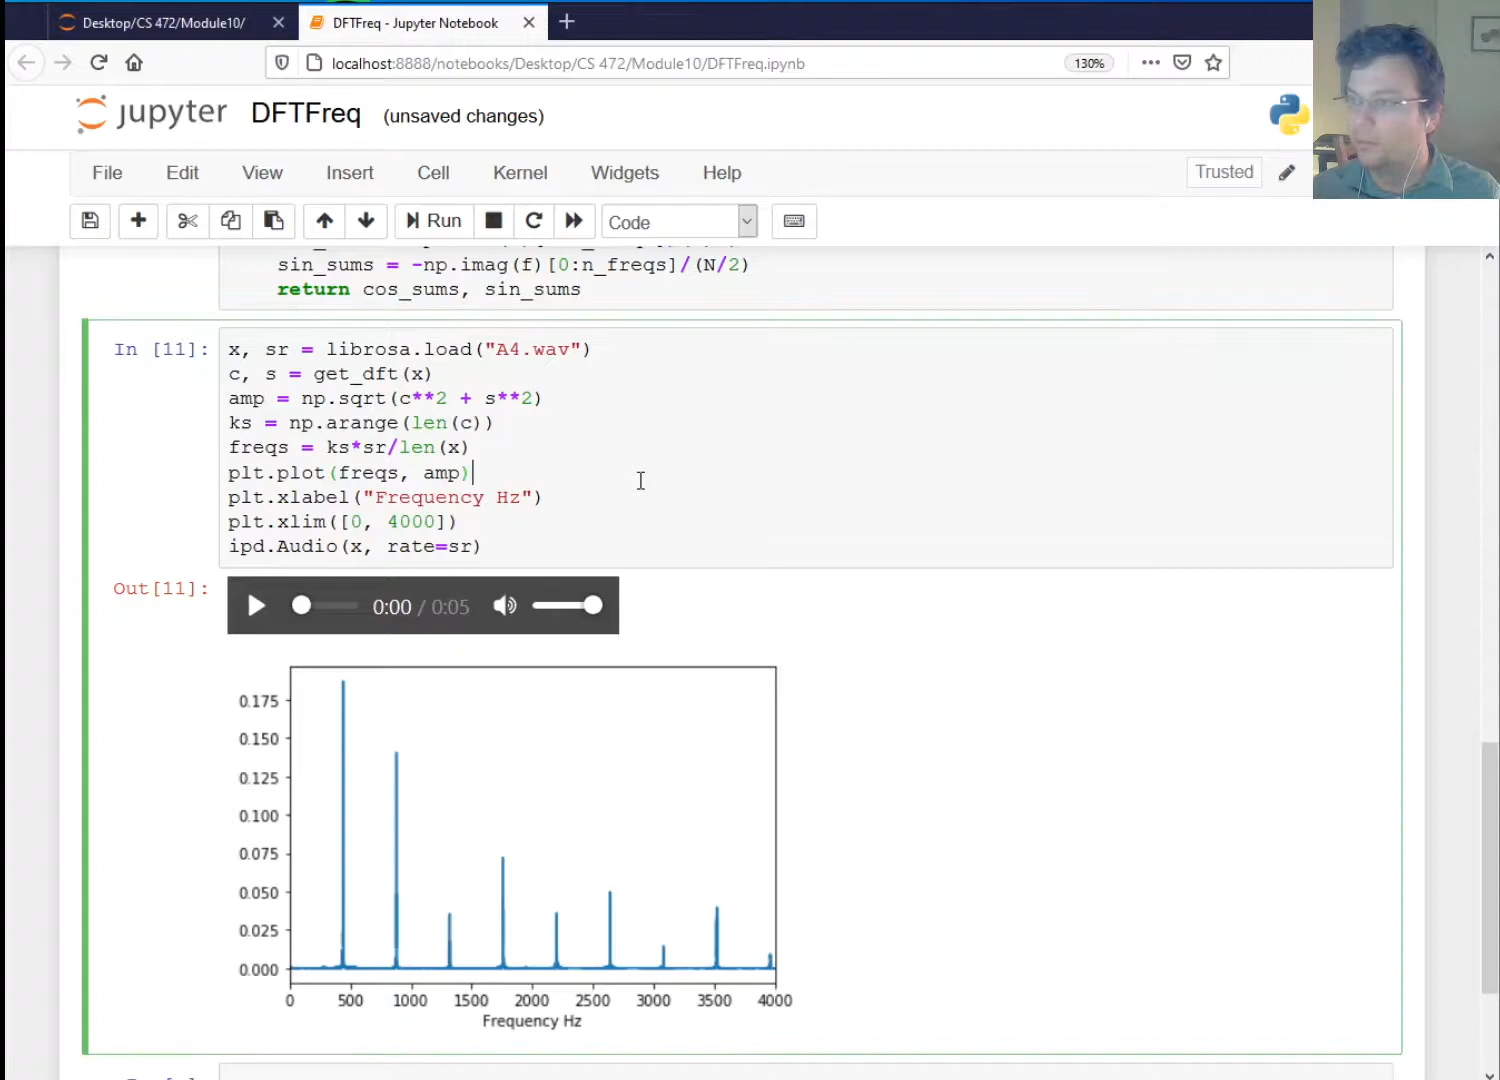 Desktop/CS 472/Module10/
DFTFreq - Jupyter Notebook
localhost:8888/notebooks/Desktop/CS 472/Module10/DFTFreq.ipynb
130%
jupyter DFTFreq (unsaved changes)
File Edit View Insert Cell Kernel Widgets Help
Trusted
Run
Code
sin_sums = -np.imag(f)[0:n_freqs]/(N/2)
return cos_sums, sin_sums
In [11]:
x, sr = librosa.load("A4.wav")
c, s = get_dft(x)
amp = np.sqrt(c**2 + s**2)
ks = np.arange(len(c))
freqs = ks*sr/len(x)
plt.plot(freqs, amp)
plt.xlabel("Frequency Hz")
plt.xlim([0, 4000])
ipd.Audio(x, rate=sr)
Out[11]:
0:00 / 0:05
0.175
0.150
0.125
0.100
0.075
0.050
0.025
0.000
0 500 1000 1500 2000 2500 3000 3500 4000
Frequency Hz